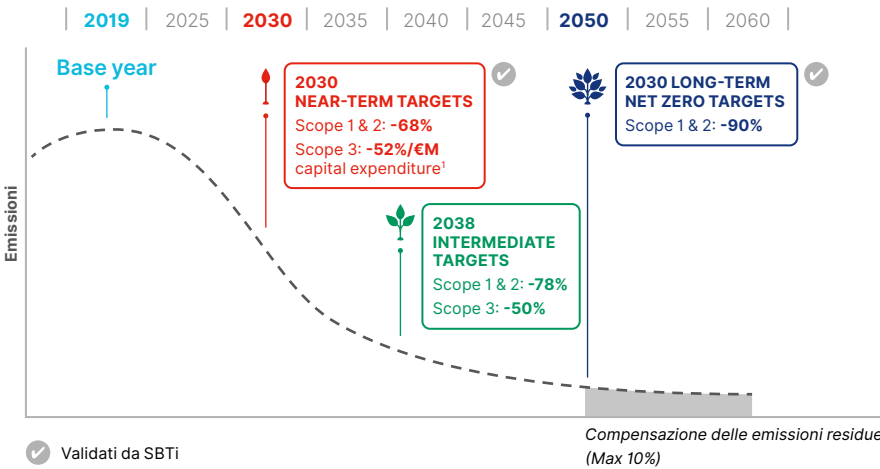 2019 2025 2030 2035 2040 2045 2050 2055 2060
Base year
2030
NEAR-TERM TARGETS
Scope 1 & 2: -68%
Scope 3: -52%/€M
capital expenditure¹
2030 LONG-TERM
NET ZERO TARGETS
Scope 1 & 2: -90%
2038
INTERMEDIATE
TARGETS
Scope 1 & 2: -78%
Scope 3: -50%
Emissioni
Compensazione delle emissioni residue
(Max 10%)
Validati da SBTi